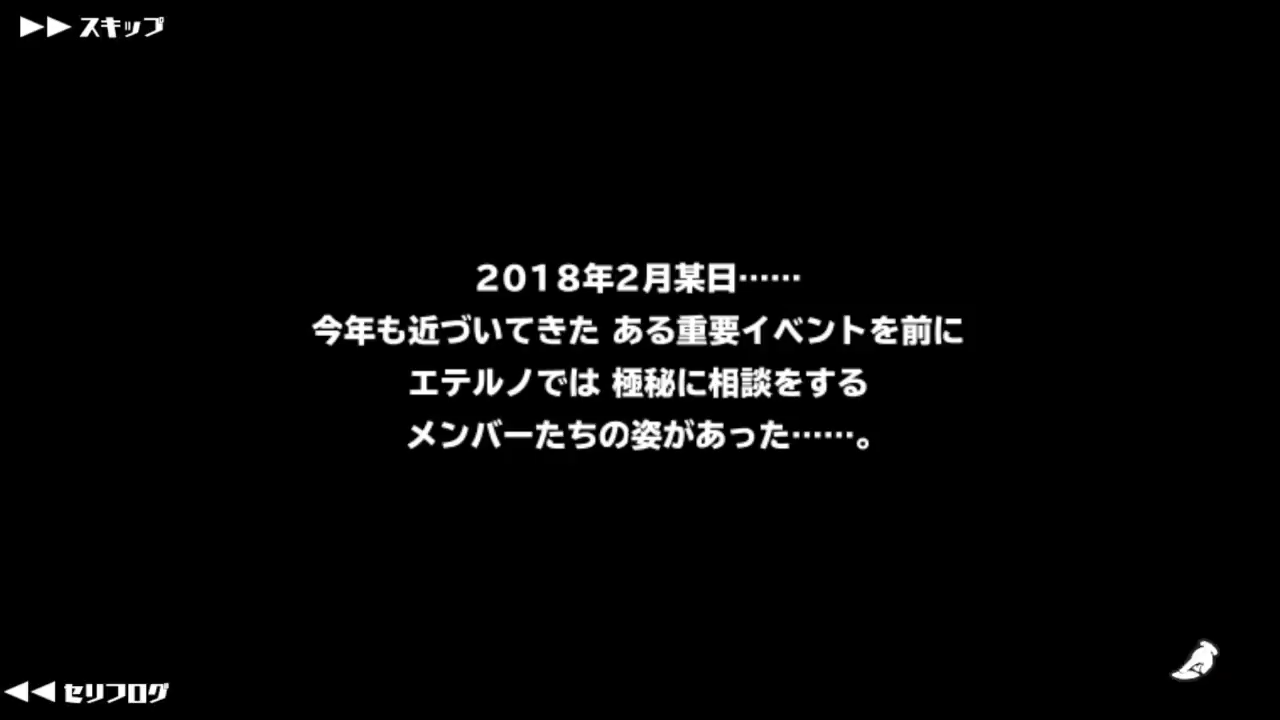 ▶▶ スキップ
２０１８年２月某日……
今年も近づいてきた ある重要イベントを前に
エテルノでは 極秘に相談をする
メンバーたちの姿があった……。
◀◀ セリフログ